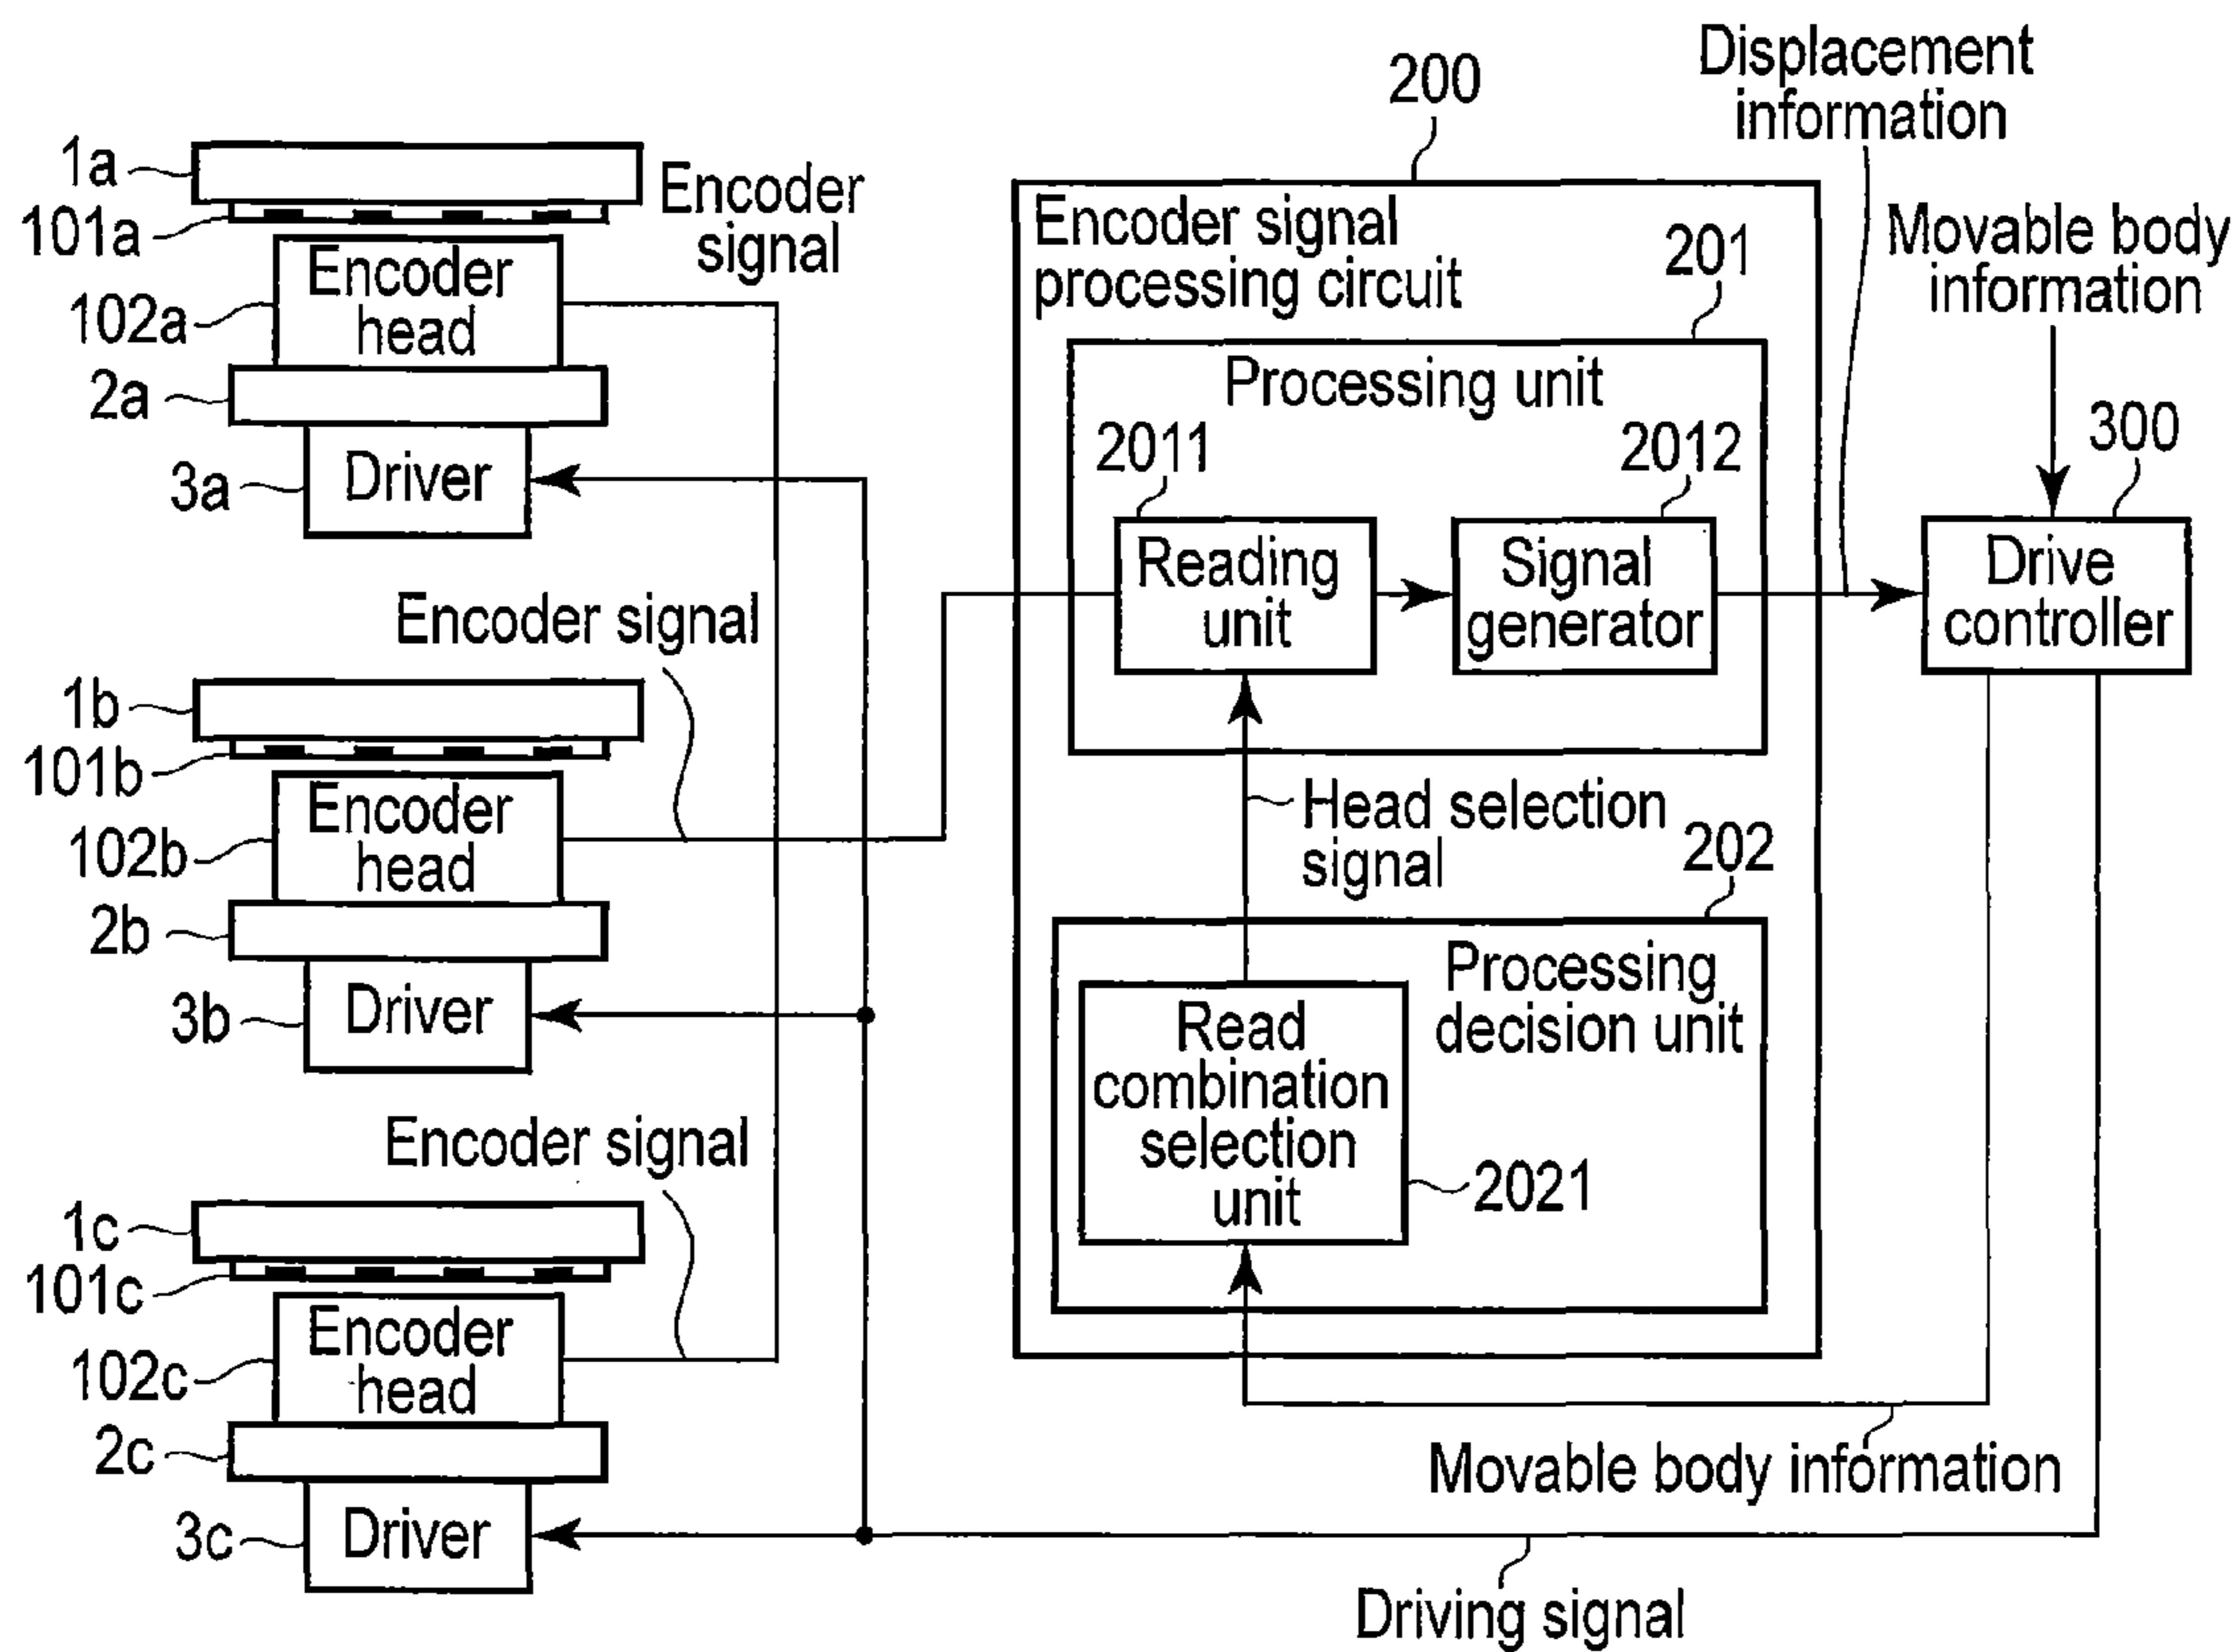 1a
101a
Encoder
head
102a
2a
Driver
3a
Encoder
signal
1b
101b
Encoder
head
102b
2b
Driver
3b
Encoder signal
1c
101c
Encoder
head
102c
2c
Driver
3c
Encoder signal
200
Encoder signal
processing circuit
201
Processing unit
2011
Reading
unit
2012
Signal
generator
Head selection
signal
202
Processing
decision unit
Read
combination
selection
unit
2021
Displacement
information
Movable body
information
300
Drive
controller
Movable body information
Driving signal